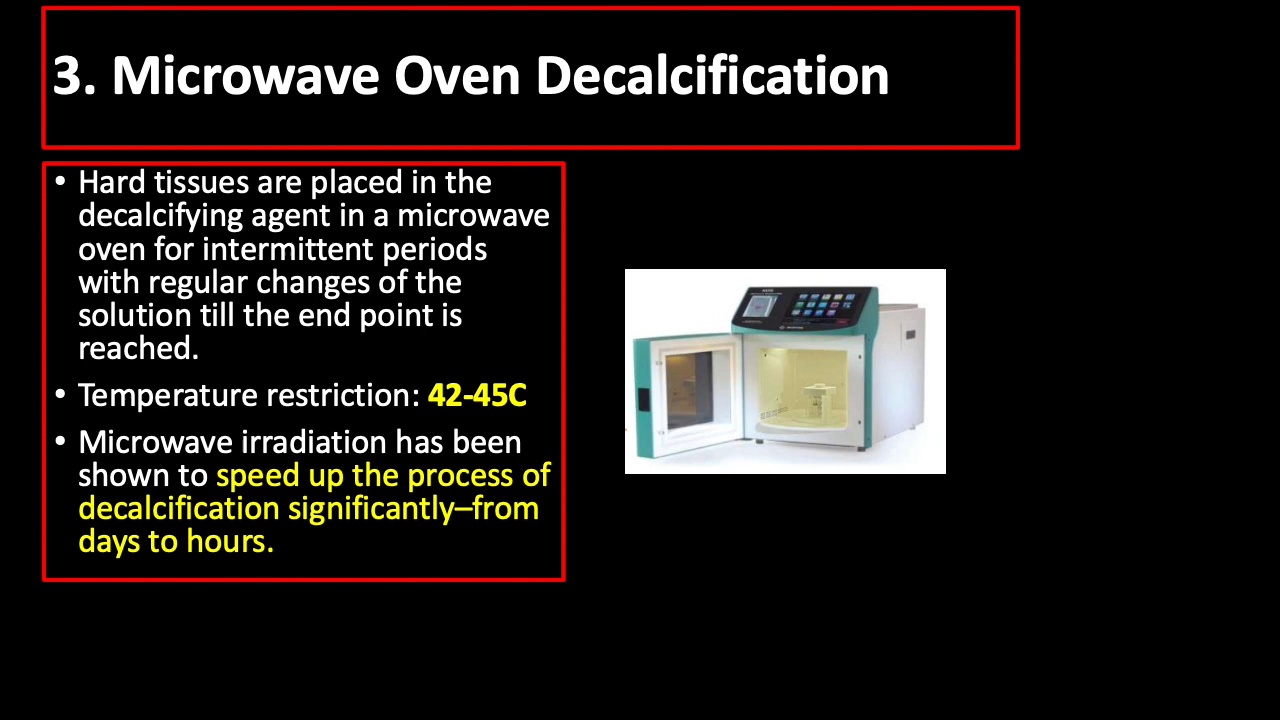 3. Microwave Oven Decalcification
• Hard tissues are placed in the
decalcifying agent in a microwave
oven for intermittent periods
with regular changes of the
solution till the end point is
reached.
• Temperature restriction: 42-45C
• Microwave irradiation has been
shown to speed up the process of
decalcification significantly–from
days to hours.